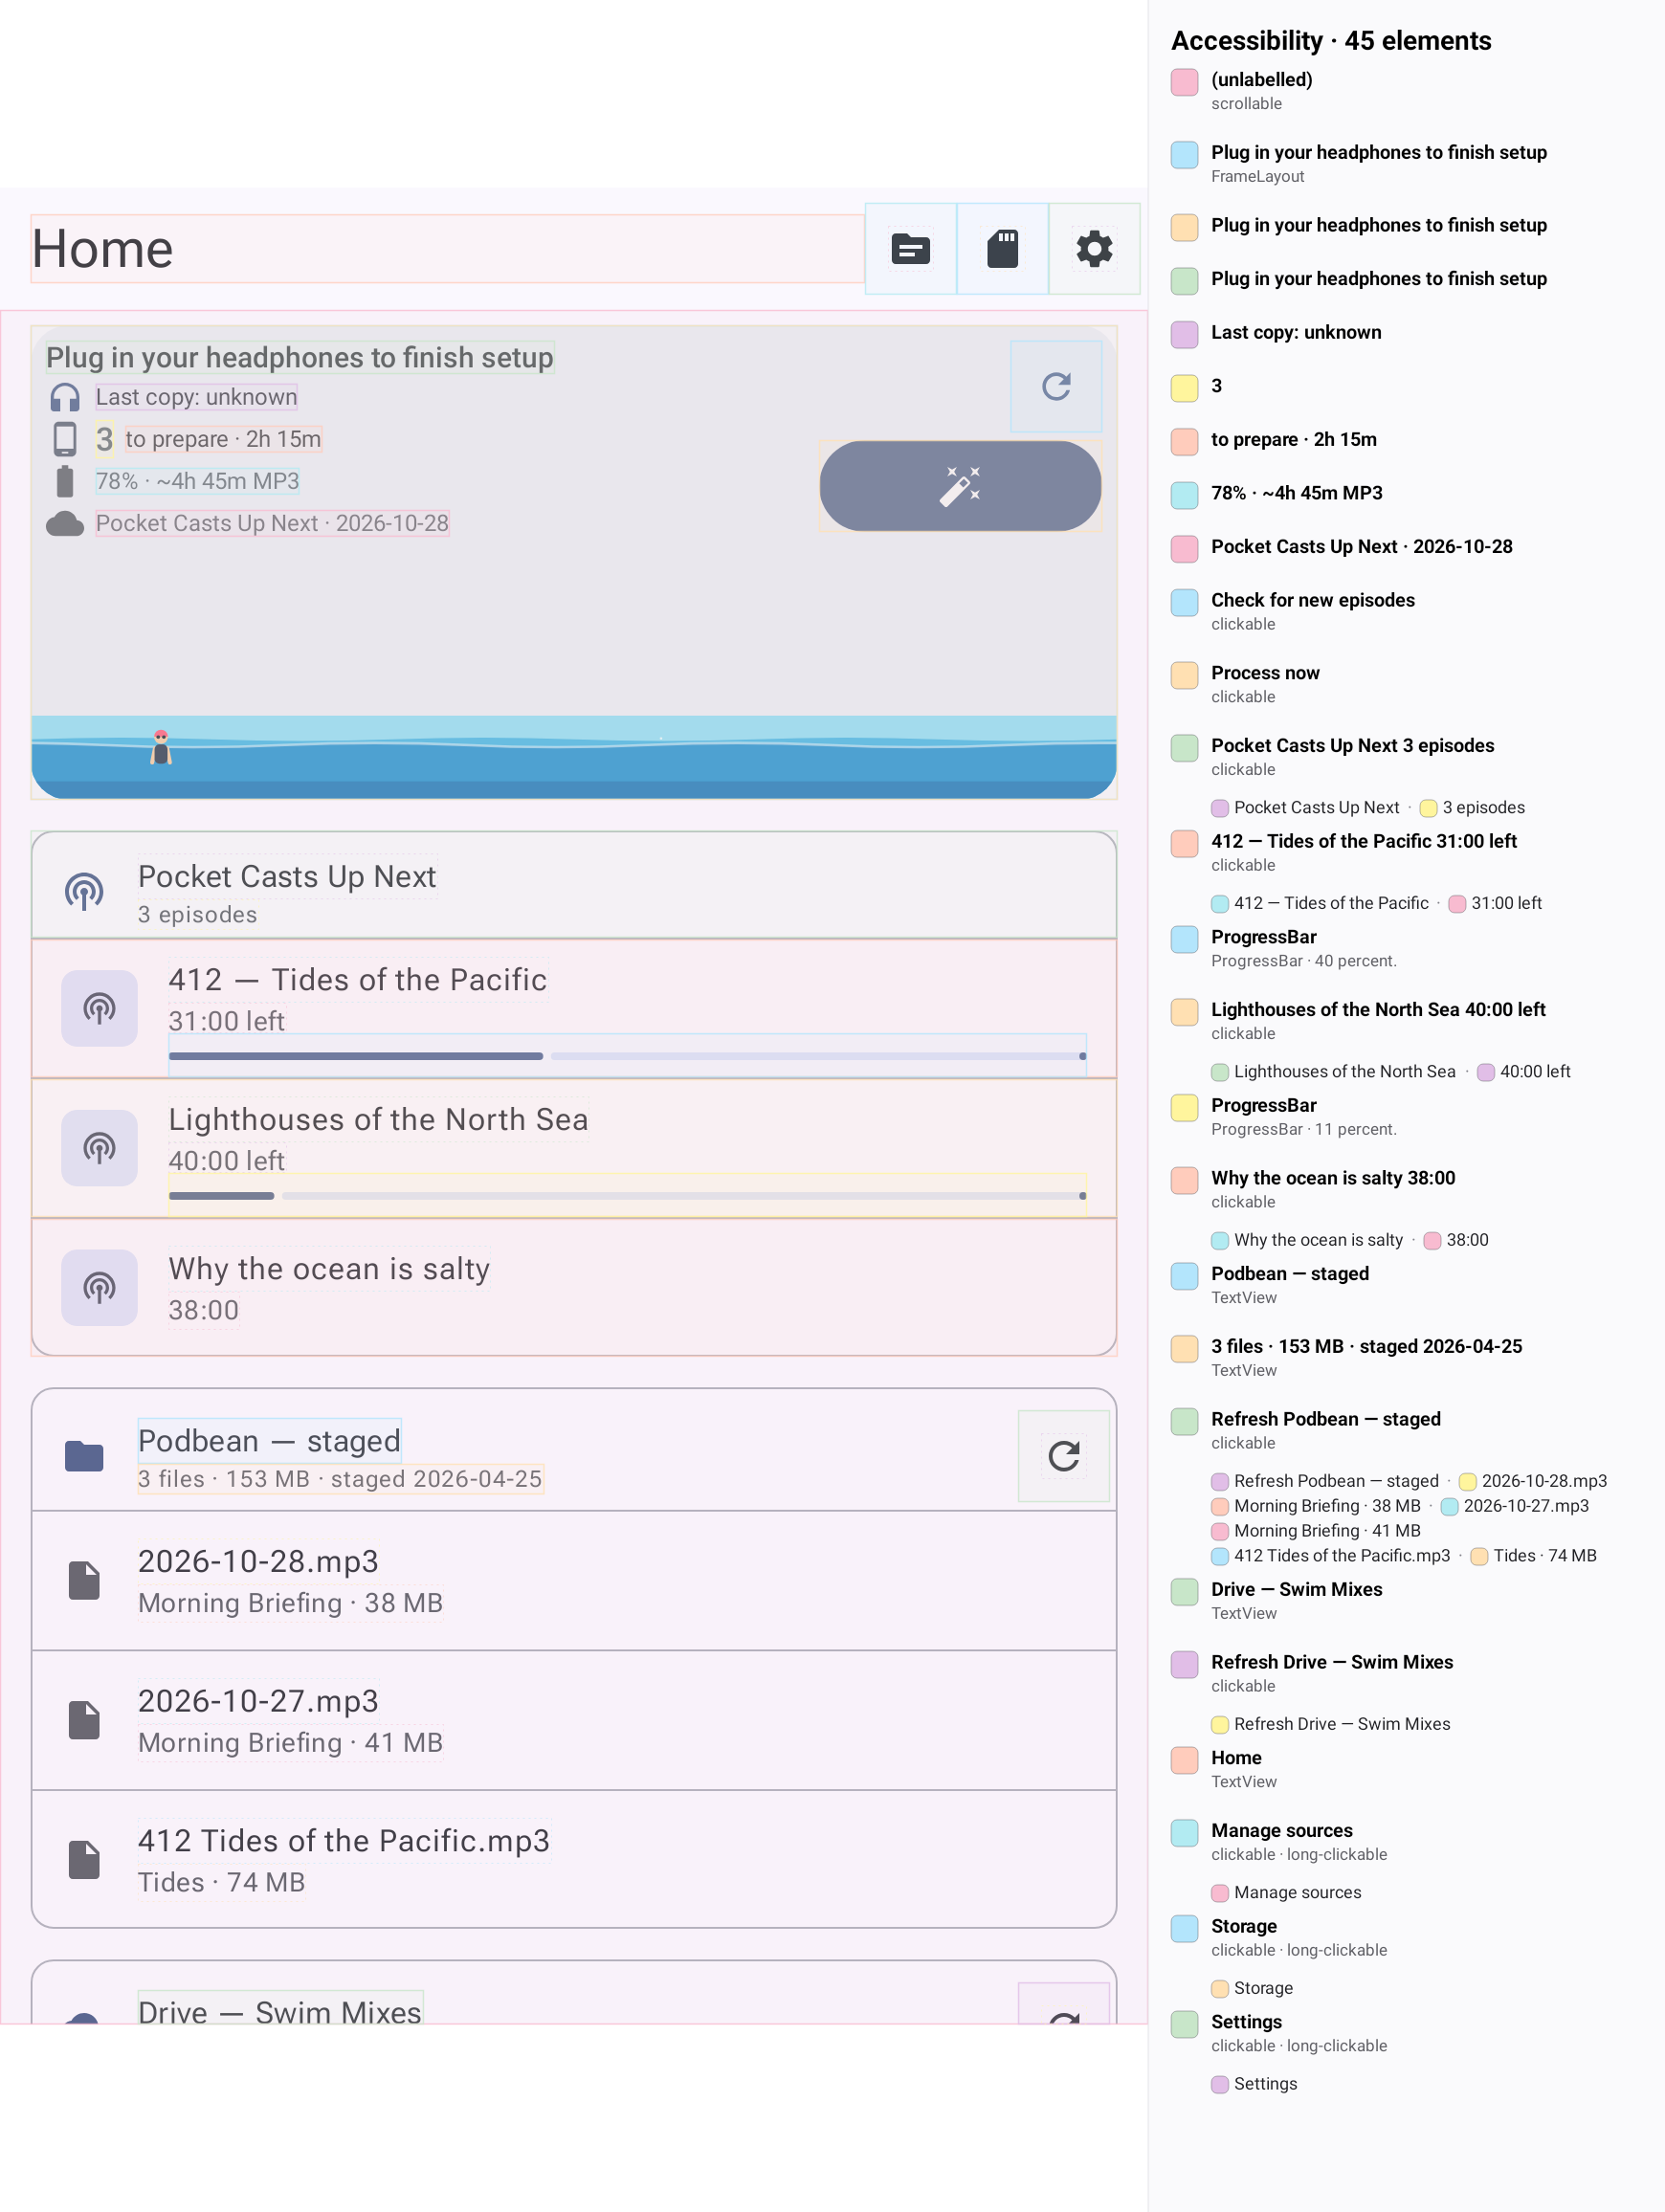 Home
Plug in your headphones to finish setup
Last copy: unknown
3 to prepare · 2h 15m
78% · ~4h 45m MP3
Pocket Casts Up Next · 2026-10-28
Pocket Casts Up Next
3 episodes
412 — Tides of the Pacific
31:00 left
Lighthouses of the North Sea
40:00 left
Why the ocean is salty
38:00
Podbean — staged
3 files · 153 MB · staged 2026-04-25
2026-10-28.mp3
Morning Briefing · 38 MB
2026-10-27.mp3
Morning Briefing · 41 MB
412 Tides of the Pacific.mp3
Tides · 74 MB
Drive — Swim Mixes
Accessibility · 45 elements
(unlabelled)
scrollable
Plug in your headphones to finish setup
FrameLayout
Plug in your headphones to finish setup
Plug in your headphones to finish setup
Last copy: unknown
3
to prepare · 2h 15m
78% · ~4h 45m MP3
Pocket Casts Up Next · 2026-10-28
Check for new episodes
clickable
Process now
clickable
Pocket Casts Up Next 3 episodes
clickable
Pocket Casts Up Next · 3 episodes
412 — Tides of the Pacific 31:00 left
clickable
412 — Tides of the Pacific · 31:00 left
ProgressBar
ProgressBar · 40 percent.
Lighthouses of the North Sea 40:00 left
clickable
Lighthouses of the North Sea · 40:00 left
ProgressBar
ProgressBar · 11 percent.
Why the ocean is salty 38:00
clickable
Why the ocean is salty · 38:00
Podbean — staged
TextView
3 files · 153 MB · staged 2026-04-25
TextView
Refresh Podbean — staged
clickable
Refresh Podbean — staged · 2026-10-28.mp3
Morning Briefing · 38 MB · 2026-10-27.mp3
Morning Briefing · 41 MB
412 Tides of the Pacific.mp3 · Tides · 74 MB
Drive — Swim Mixes
TextView
Refresh Drive — Swim Mixes
clickable
Refresh Drive — Swim Mixes
Home
TextView
Manage sources
clickable · long-clickable
Manage sources
Storage
clickable · long-clickable
Storage
Settings
clickable · long-clickable
Settings